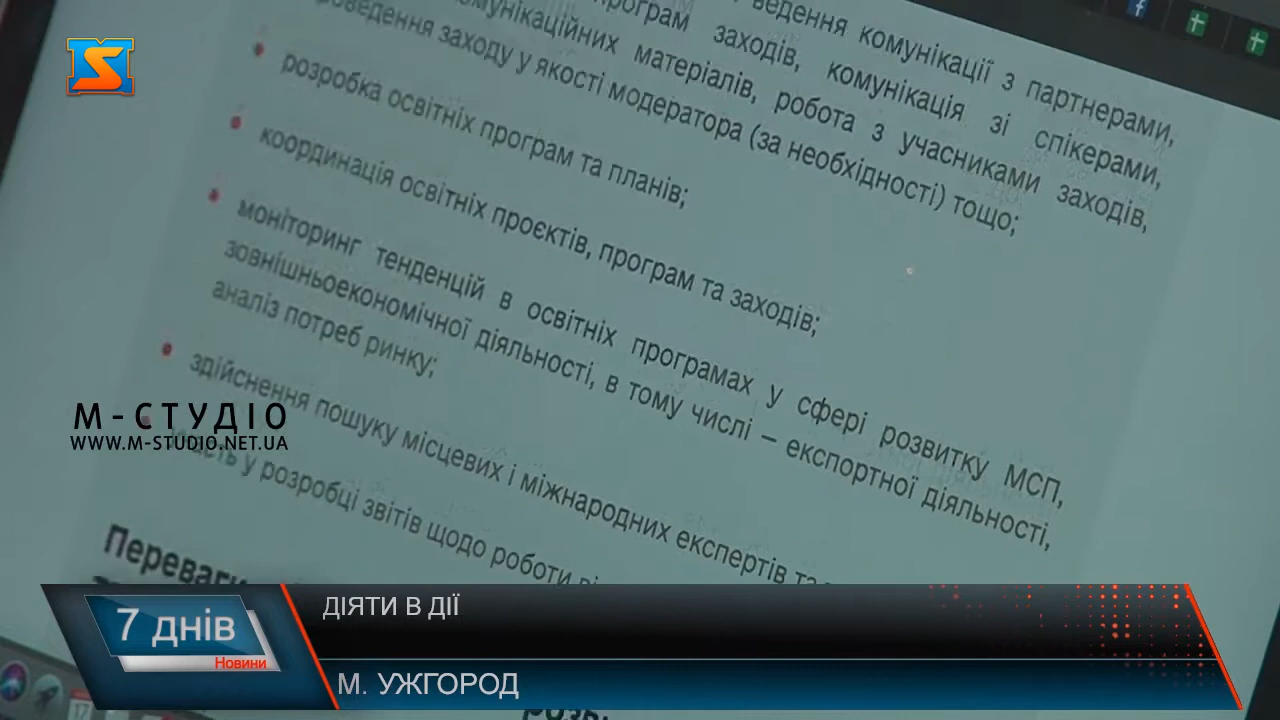 ведення комунікації з партнерами,
програм заходів, комунікація зі спікерами,
комунікаційних матеріалів, робота з учасниками заходів,
проведення заходу у якості модератора (за необхідності) тощо;
розробка освітніх програм та планів;
координація освітніх проєктів, програм та заходів;
моніторинг тенденцій в освітніх програмах у сфері розвитку МСП,
зовнішньоекономічної діяльності, в тому числі – експортної діяльності,
аналіз потреб ринку;
здійснення пошуку місцевих і міжнародних експертів та
у розробці звітів щодо роботи
Переваги
М-СТУДІО
WWW.M-STUDIO.NET.UA
7 днів
Новини
ДІЯТИ В ДІЇ
М. УЖГОРОД